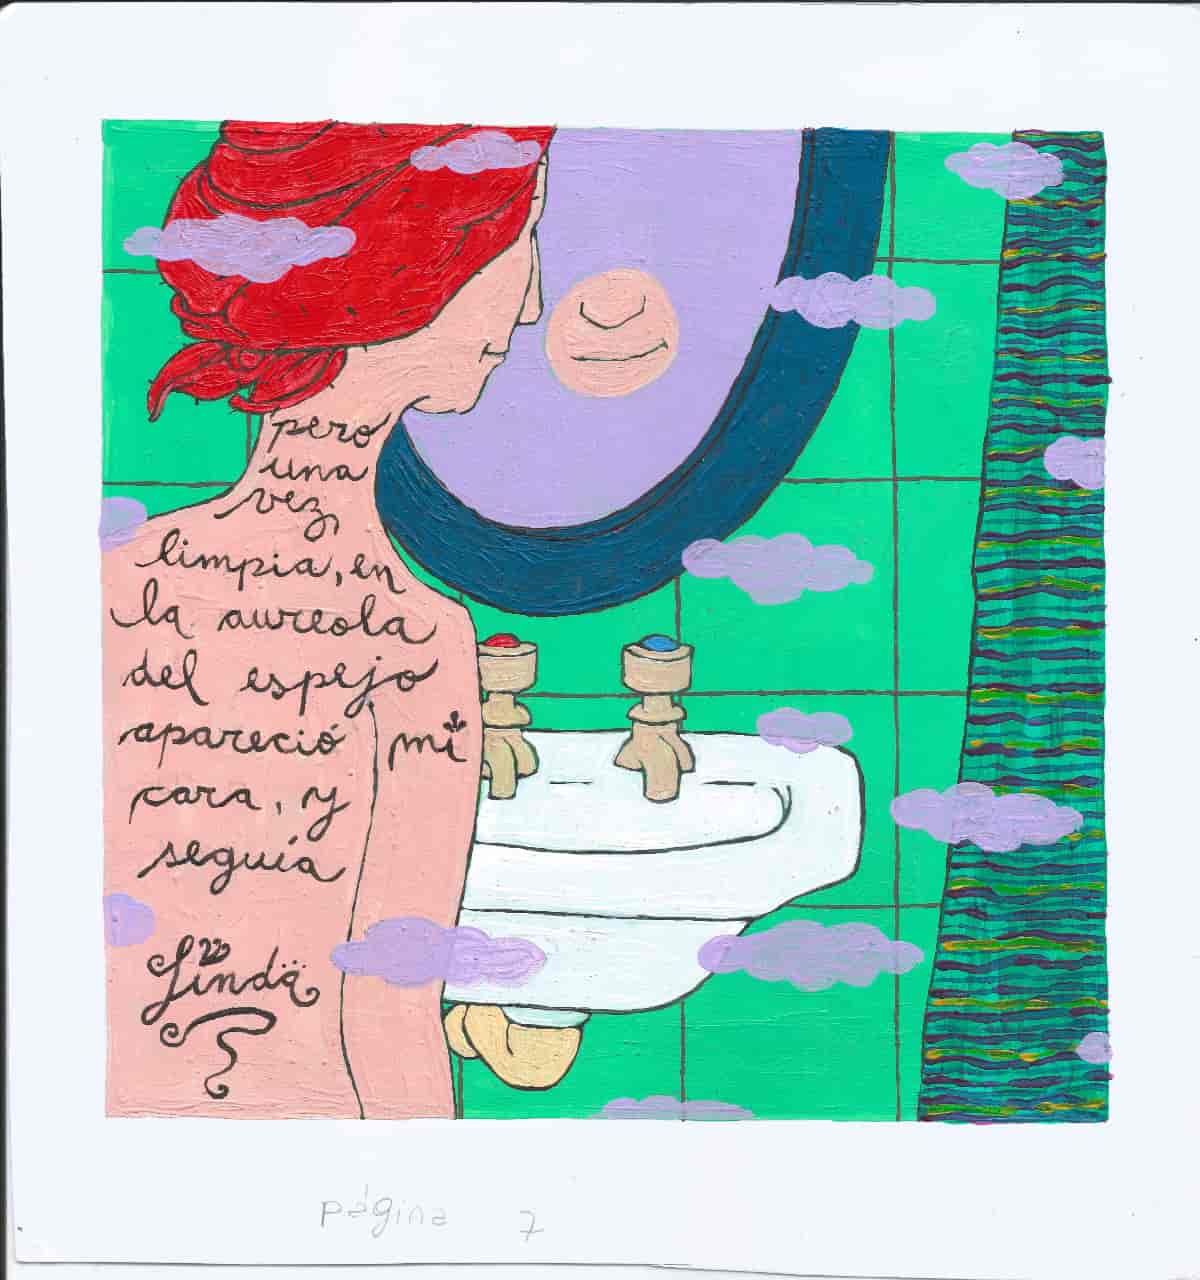 pero
una
vez
limpia, en
la aureola
del espejo
apareció mi
cara, y
seguía
Linda
página 7